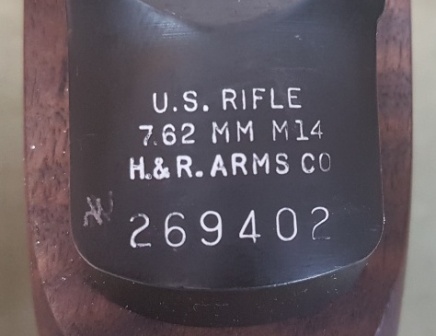 U.S. RIFLE
7.62 MM M14
H.& R. ARMS CO
269402